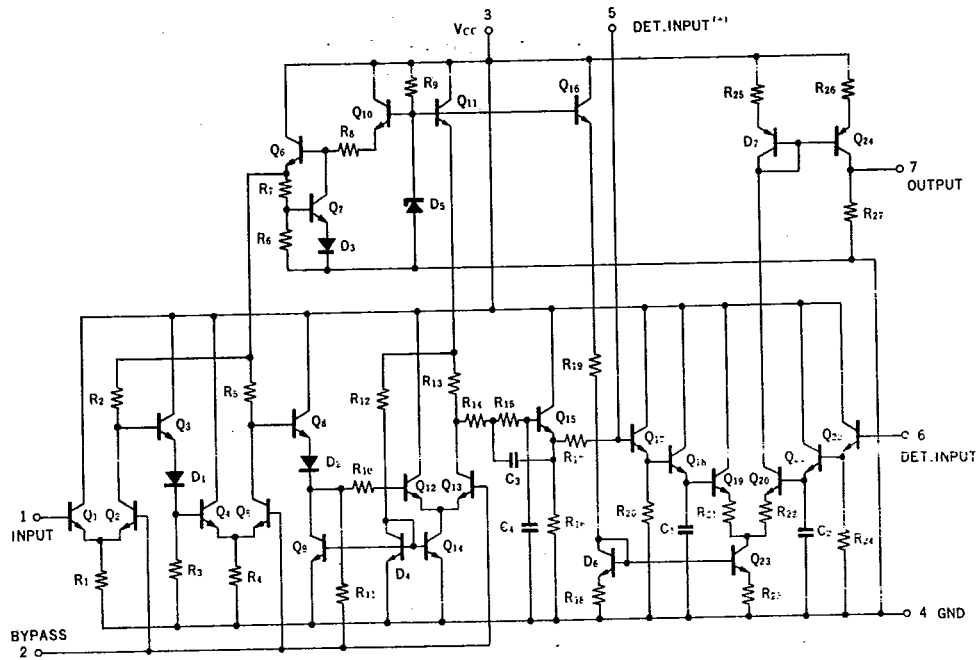 5
3
DET.INPUT(*)
Vcc
R9
R25
R26
Q10
Q11
Q16
R8
Q6
D7
Q24
7
OUTPUT
R7
Q7
D5
R27
R6
D3
R19
R2
R5
R12
R13
R14
R15
Q15
Q3
Q8
R17
6
DET.INPUT
D1
D2
R10
C3
Q18
Q19
Q20
1
INPUT
Q1
Q2
Q4
Q5
Q12
Q13
C4
R20
R22
C2
R24
Q9
Q14
D6
Q23
R1
R3
R4
R11
D4
R18
4 GND
BYPASS
2